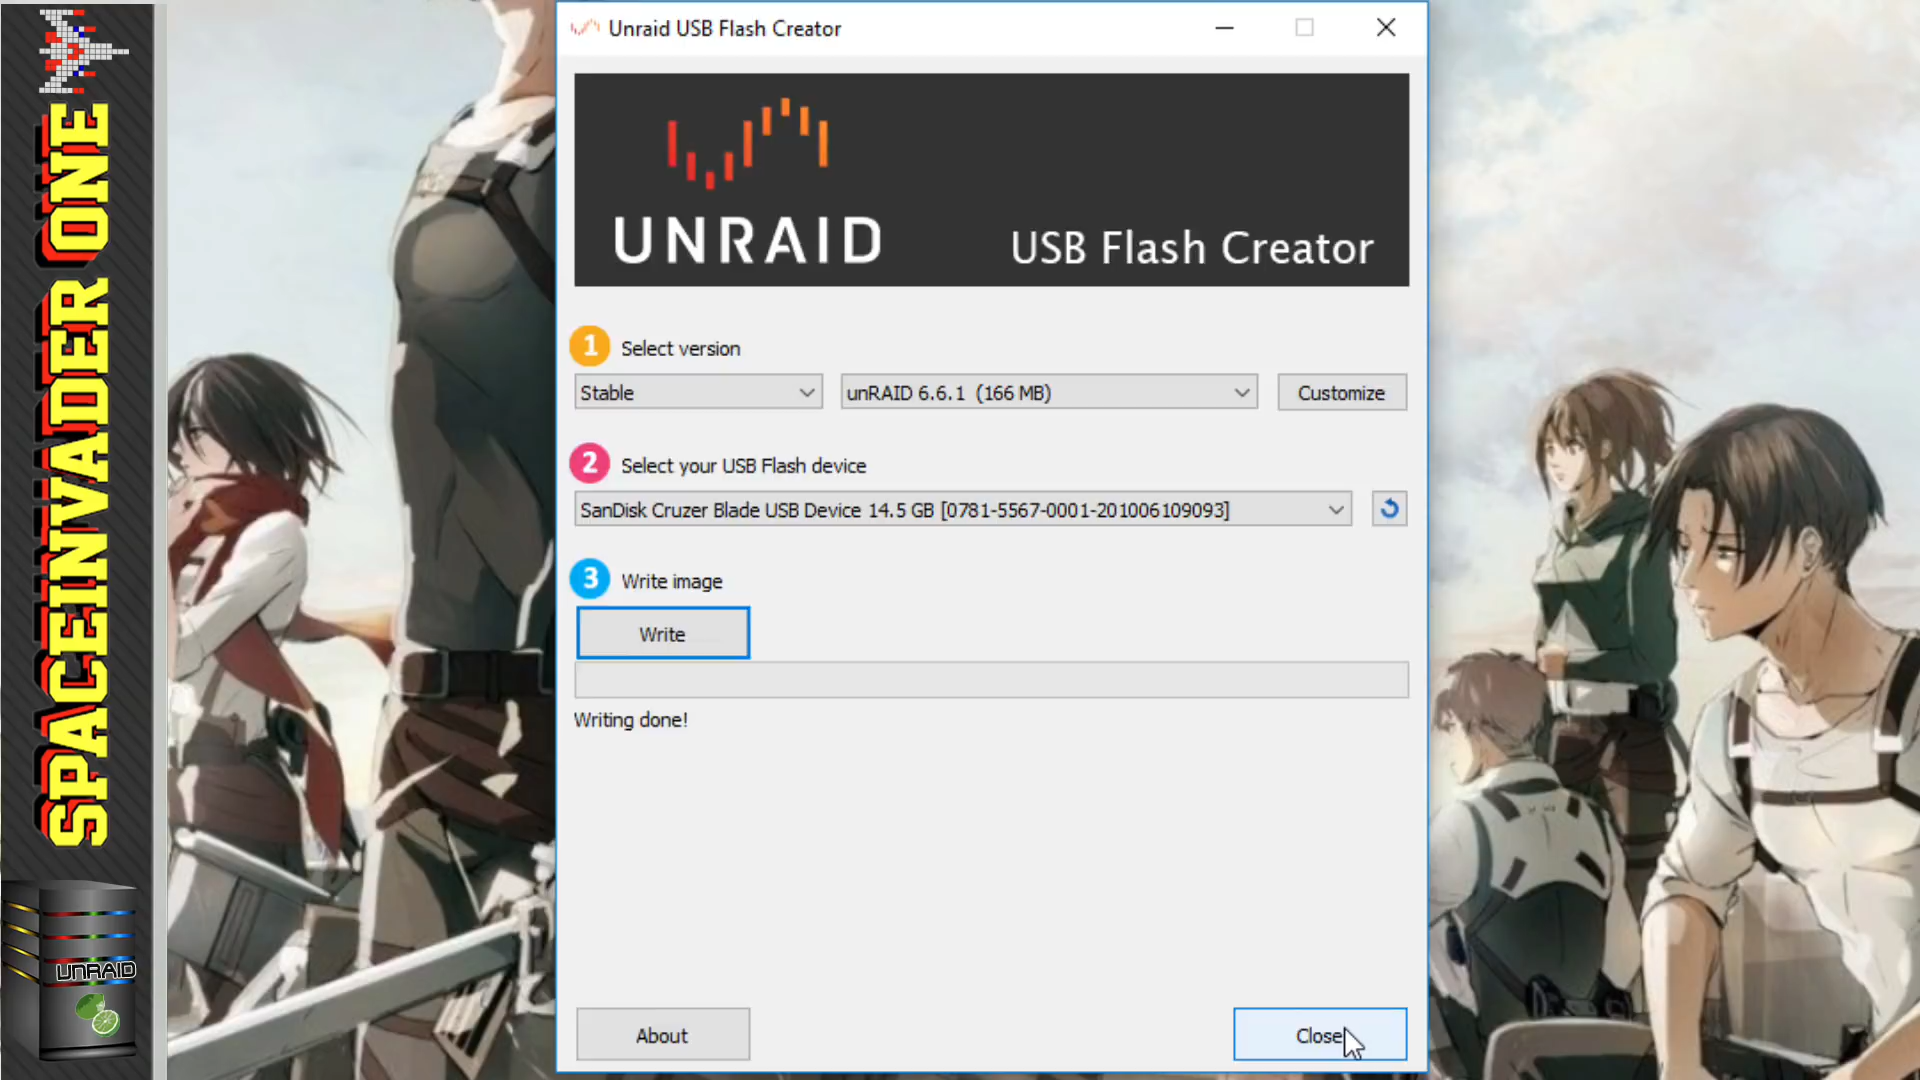 SPACEINVADER ONE
UNRAID
Unraid USB Flash Creator
UNRAID
USB Flash Creator
1 Select version
Stable
unRAID 6.6.1 (166 MB)
Customize
2 Select your USB Flash device
SanDisk Cruzer Blade USB Device 14.5 GB [0781-5567-0001-201006109093]
3 Write image
Write
Writing done!
About
Close